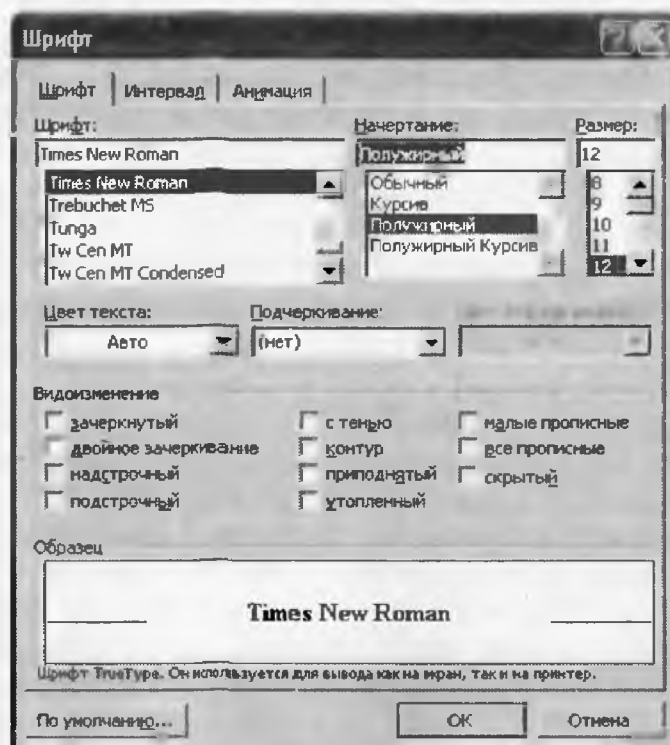 Шрифт
Шрифт Интервал Анимация
Шрифт: Начертание: Размер:
Times New Roman Полужирный 12
Times New Roman Обычный 8
Trebuchet MS Курсив 9
Tunga Полужирный 10
Tw Cen MT Полужирный Курсив 11
Tw Cen MT Condensed 12
Цвет текста: Подчеркивание:
Авто (нет)
Видоизменение
зачеркнутый с тенью малые прописные
двойное зачеркивание контур все прописные
надстрочный приподнятый скрытый
подстрочный утопленный
Образец
Times New Roman
Шрифт TrueType. Он используется для вывода как на экран, так и на принтер.
По умолчанию... ОК Отмена